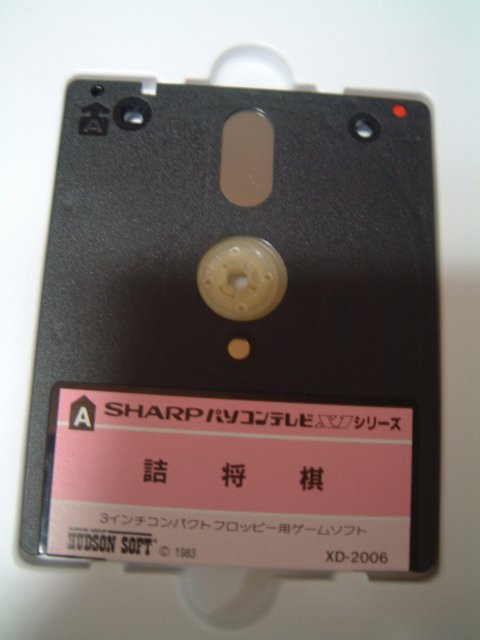 A
A SHARPパソコンテレビX1シリーズ
詰将棋
3インチコンパクトフロッピー用ゲームソフト
HUDSON SOFT © 1983 XD-2006